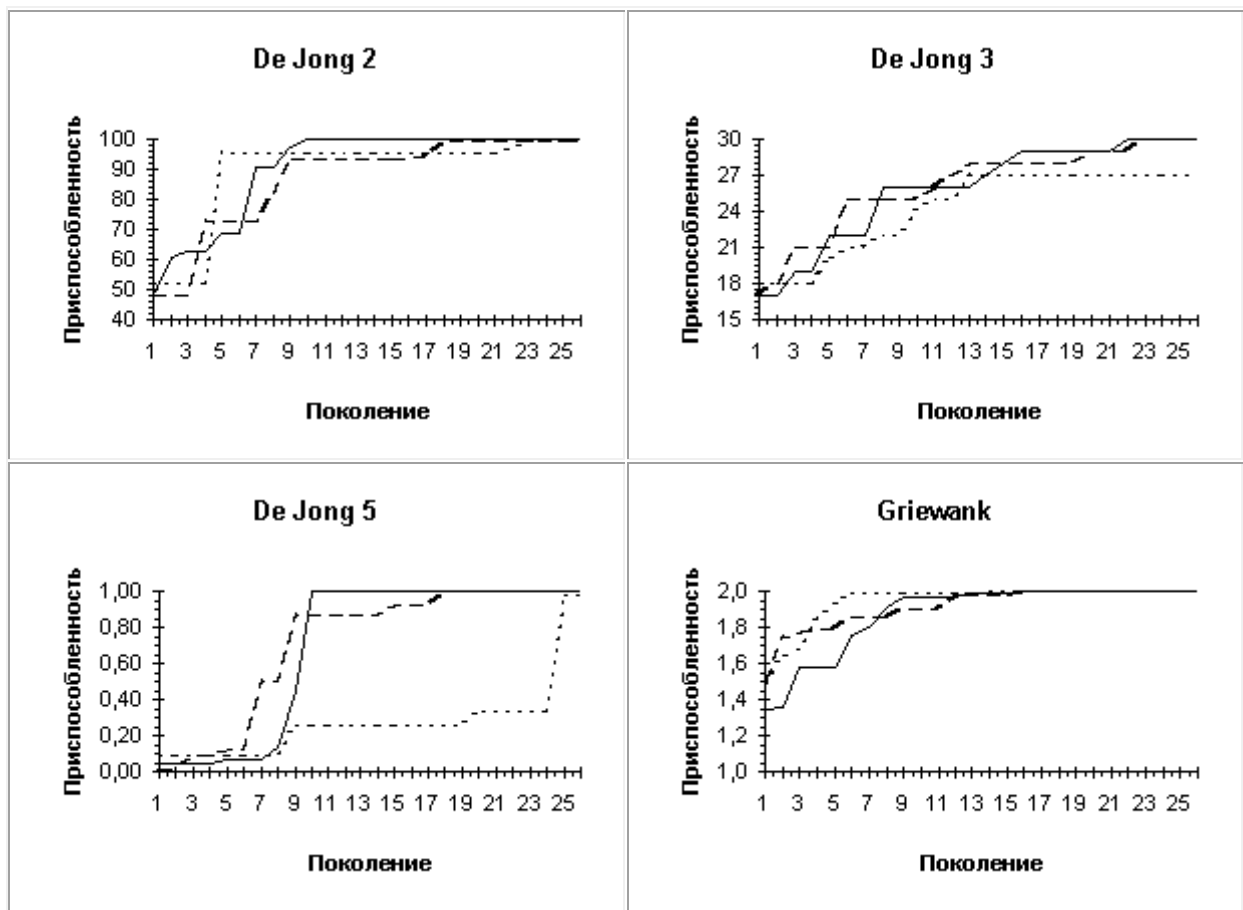 De Jong 2
Приспособленность
100
90
80
70
60
50
40
1 3 5 7 9 11 13 15 17 19 21 23 25
Поколение
De Jong 3
Приспособленность
30
27
24
21
18
15
1 3 5 7 9 11 13 15 17 19 21 23 25
Поколение
De Jong 5
Приспособленность
1,00
0,80
0,60
0,40
0,20
0,00
1 3 5 7 9 11 13 15 17 19 21 23 25
Поколение
Griewank
Приспособленность
2,0
1,8
1,6
1,4
1,2
1,0
1 3 5 7 9 11 13 15 17 19 21 23 25
Поколение